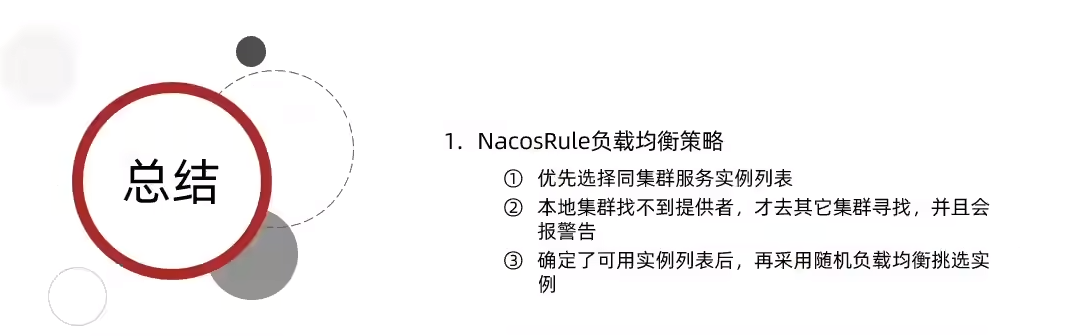 总结
1. NacosRule负载均衡策略
① 优先选择同集群服务实例列表
② 本地集群找不到提供者，才去其它集群寻找，并且会
报警告
③ 确定了可用实例列表后，再采用随机负载均衡挑选实
例